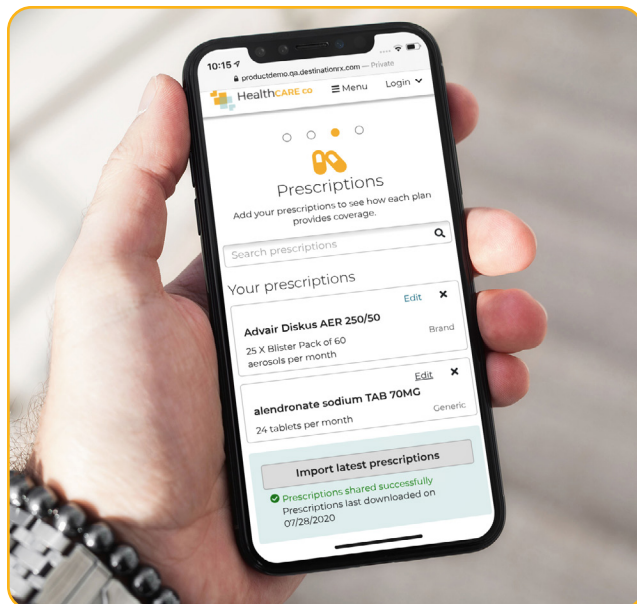 10:15
productdemo.qa.destinationrx.com — Private
HealthCARE co Menu Login
Prescriptions
Add your prescriptions to see how each plan
provides coverage.
Search prescriptions
Your prescriptions
Edit
Advair Diskus AER 250/50
25 X Blister Pack of 60
aerosols per month
Brand
Edit
alendronate sodium TAB 70MG
24 tablets per month
Generic
Import latest prescriptions
Prescriptions shared successfully
Prescriptions last downloaded on
07/28/2020